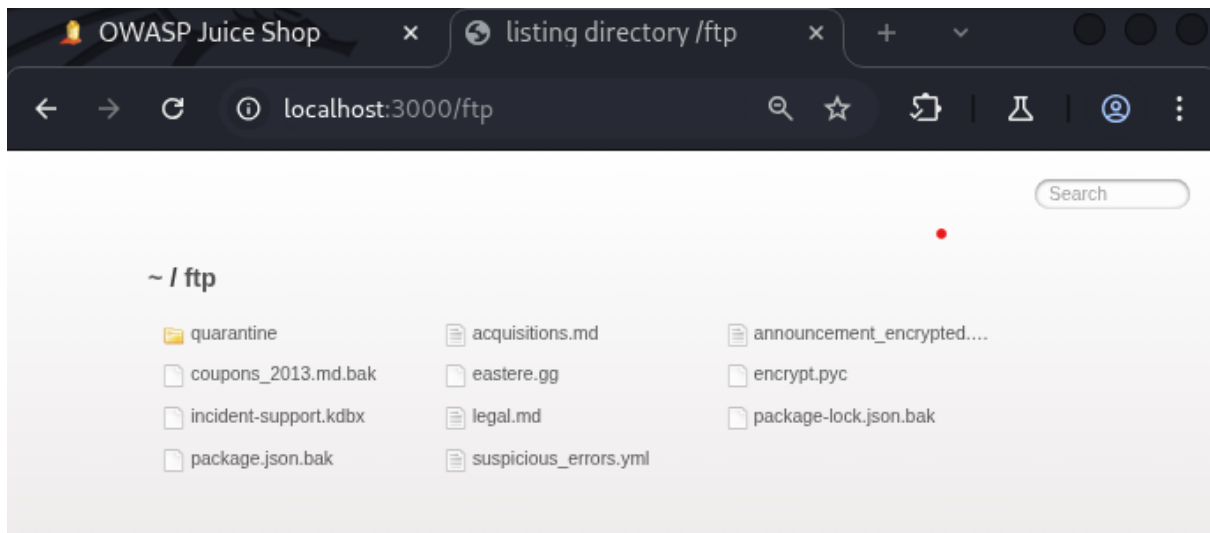 OWASP Juice Shop
listing directory /ftp
localhost:3000/ftp
Search
~ / ftp
quarantine
acquisitions.md
announcement_encrypted....
coupons_2013.md.bak
eastere.gg
encrypt.pyc
incident-support.kdbx
legal.md
package-lock.json.bak
package.json.bak
suspicious_errors.yml